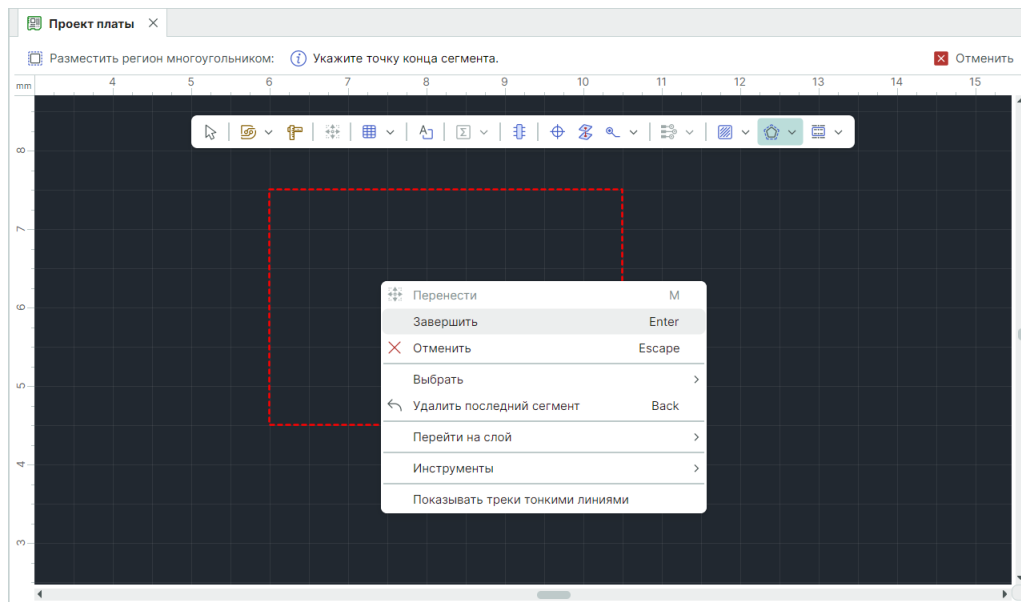 Проект платы
Разместить регион многоугольником: Укажите точку конца сегмента. Отменить
mm 4 5 6 7 8 9 10 11 12 13 14 15
8
7
6
5
4
3
Перенести M
Завершить Enter
Отменить Escape
Выбрать
Удалить последний сегмент Back
Перейти на слой
Инструменты
Показывать треки тонкими линиями